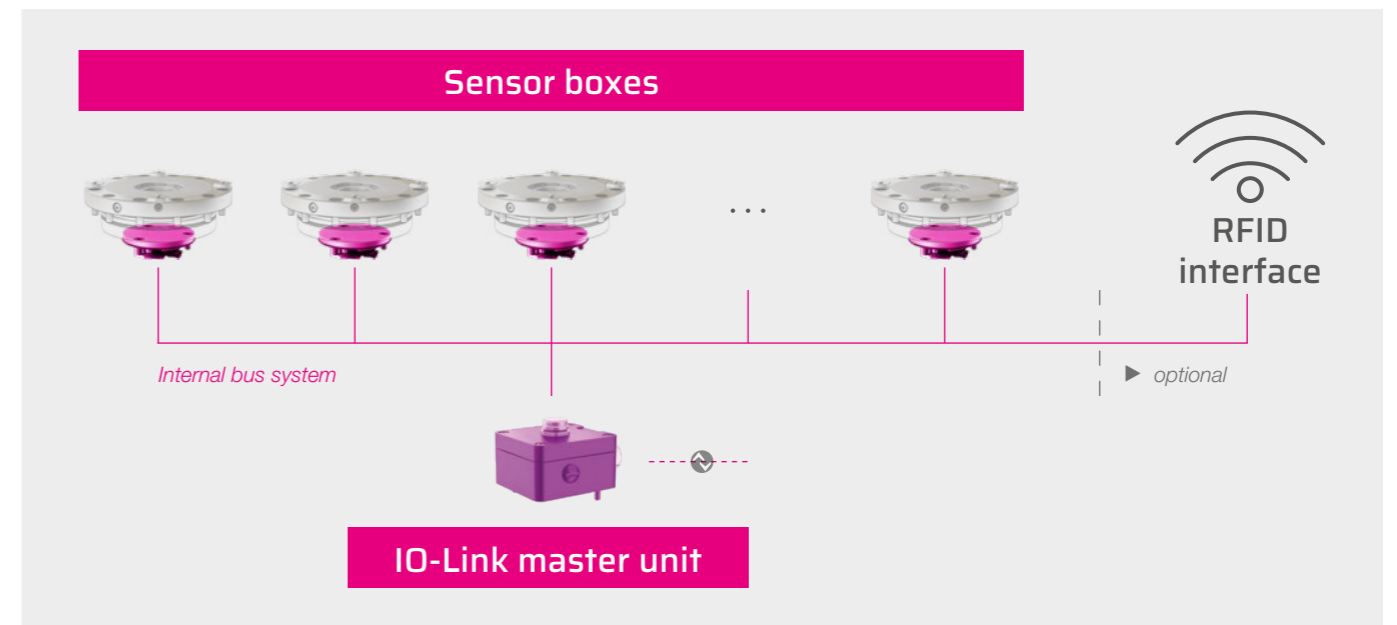 Sensor boxes
. . .
RFID
interface
Internal bus system
▶ optional
IO-Link master unit